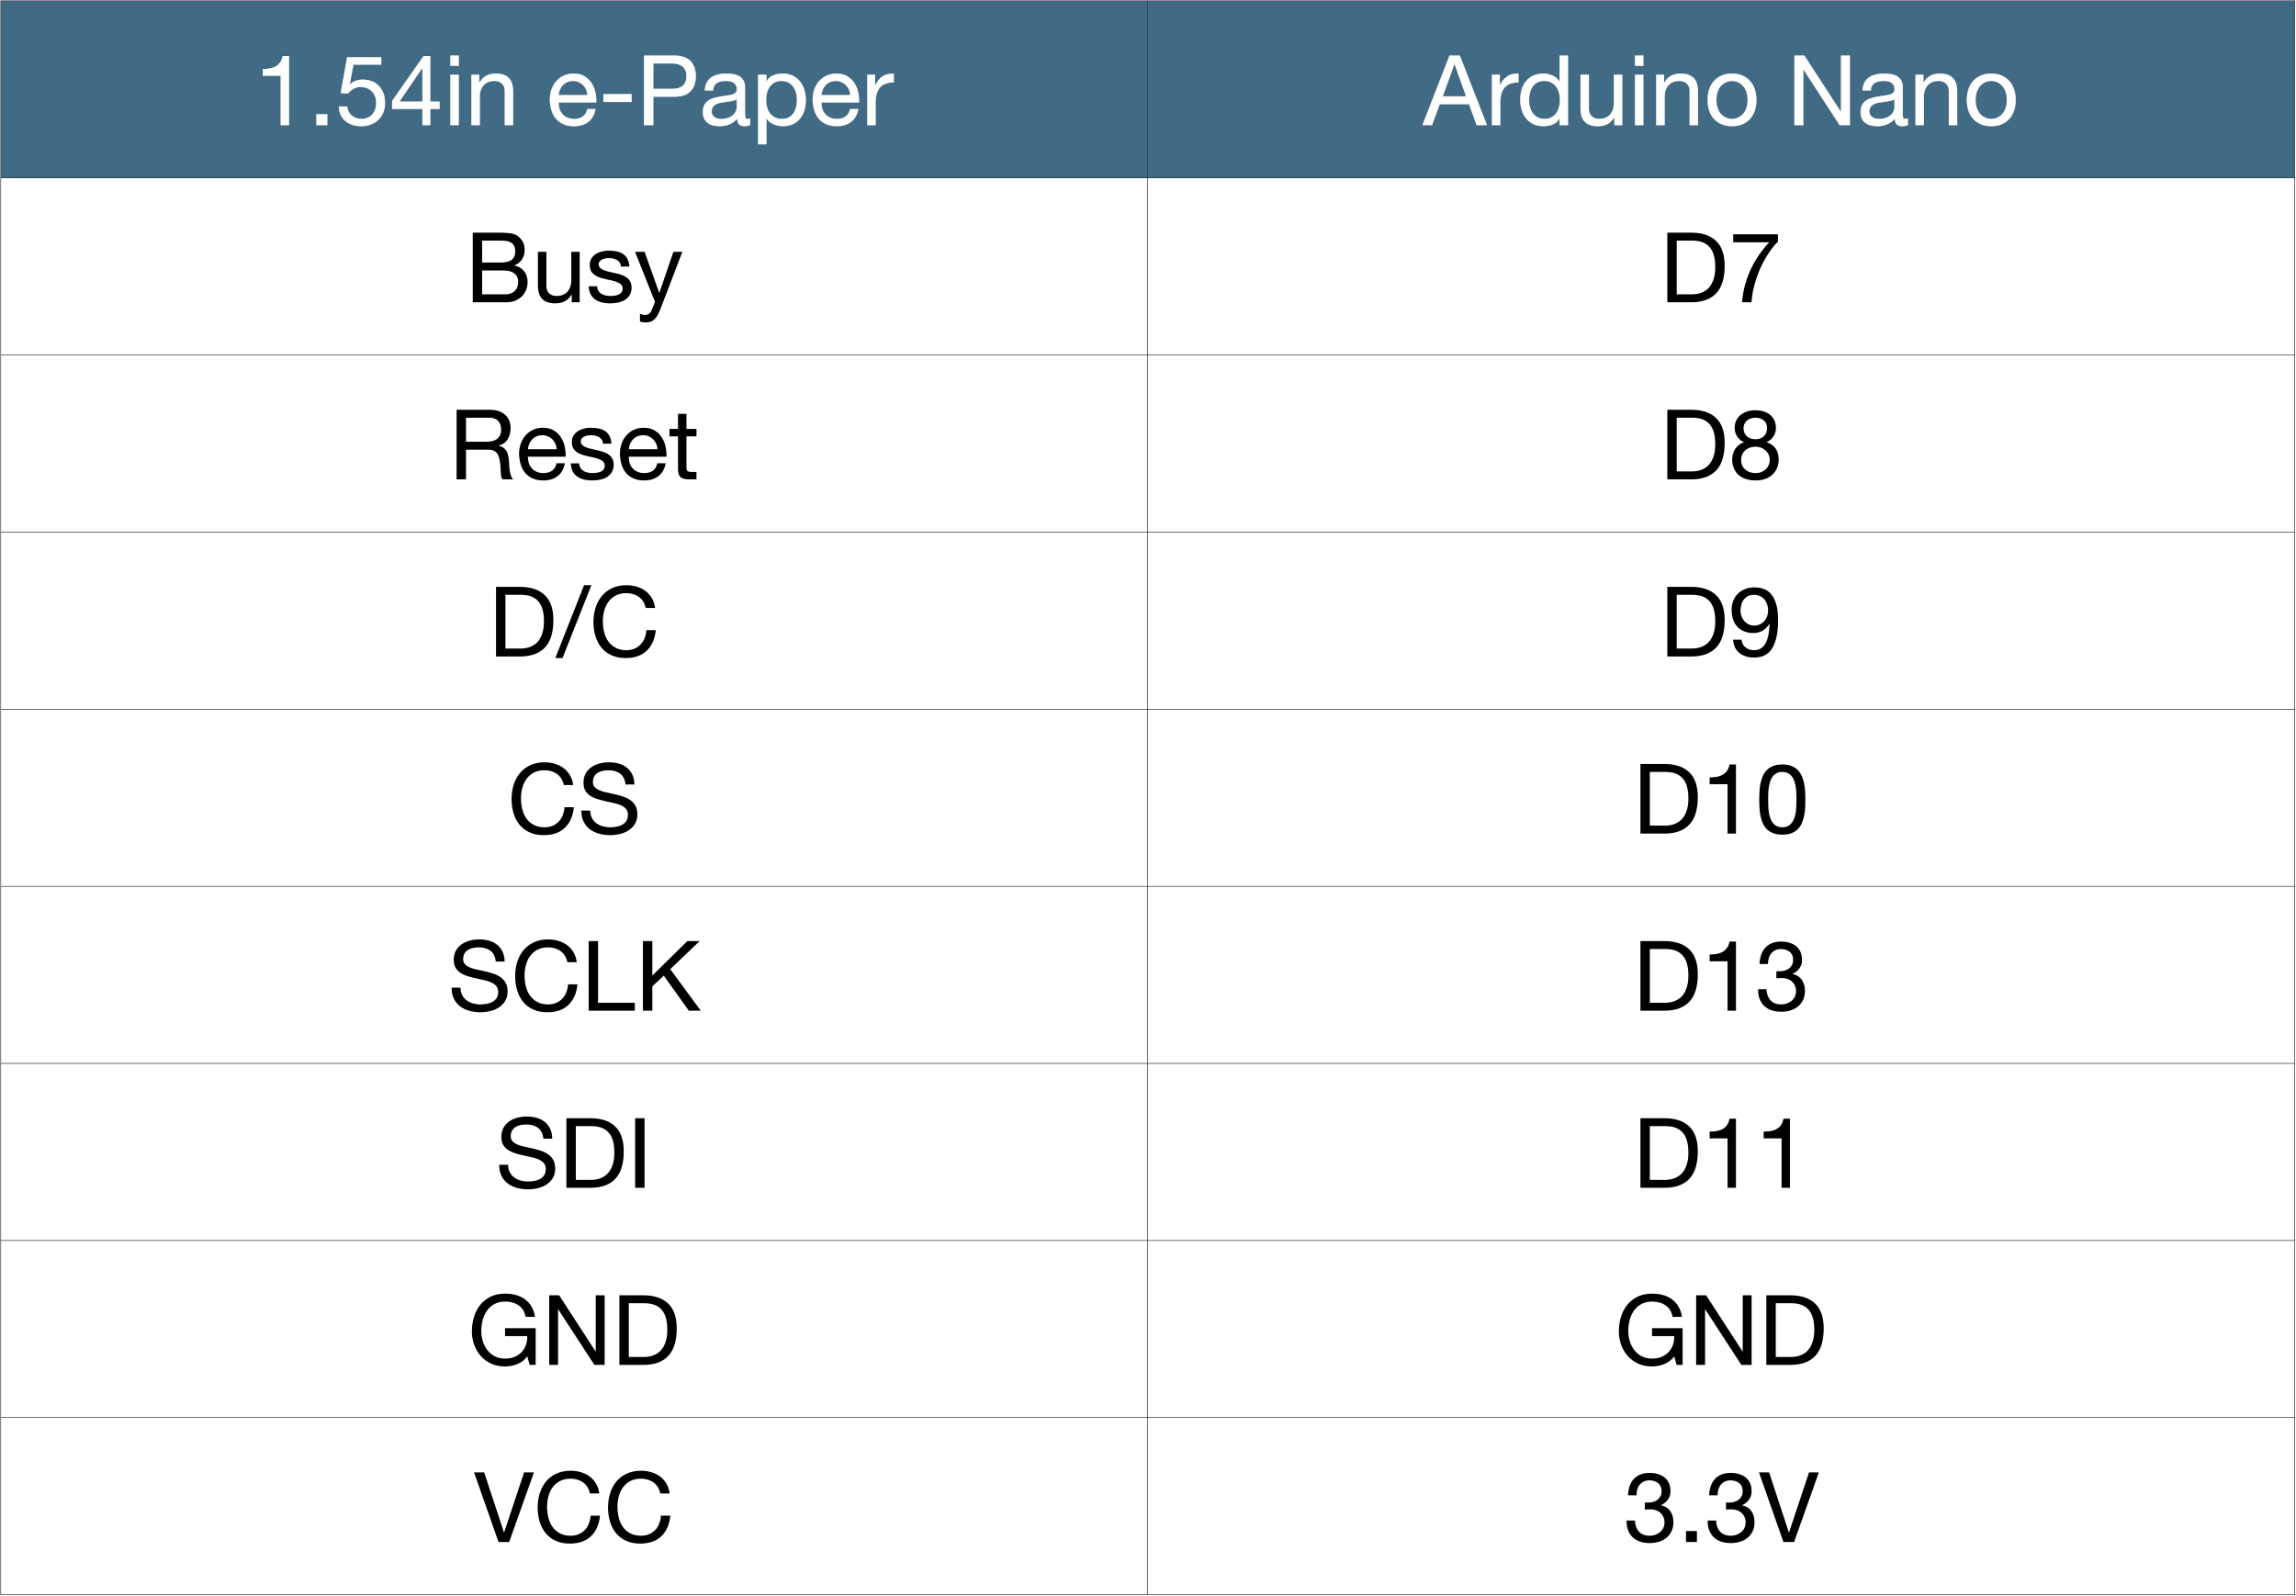 1.54in e-Paper Arduino Nano
Busy D7
Reset D8
D/C D9
CS D10
SCLK D13
SDI D11
GND GND
VCC 3.3V